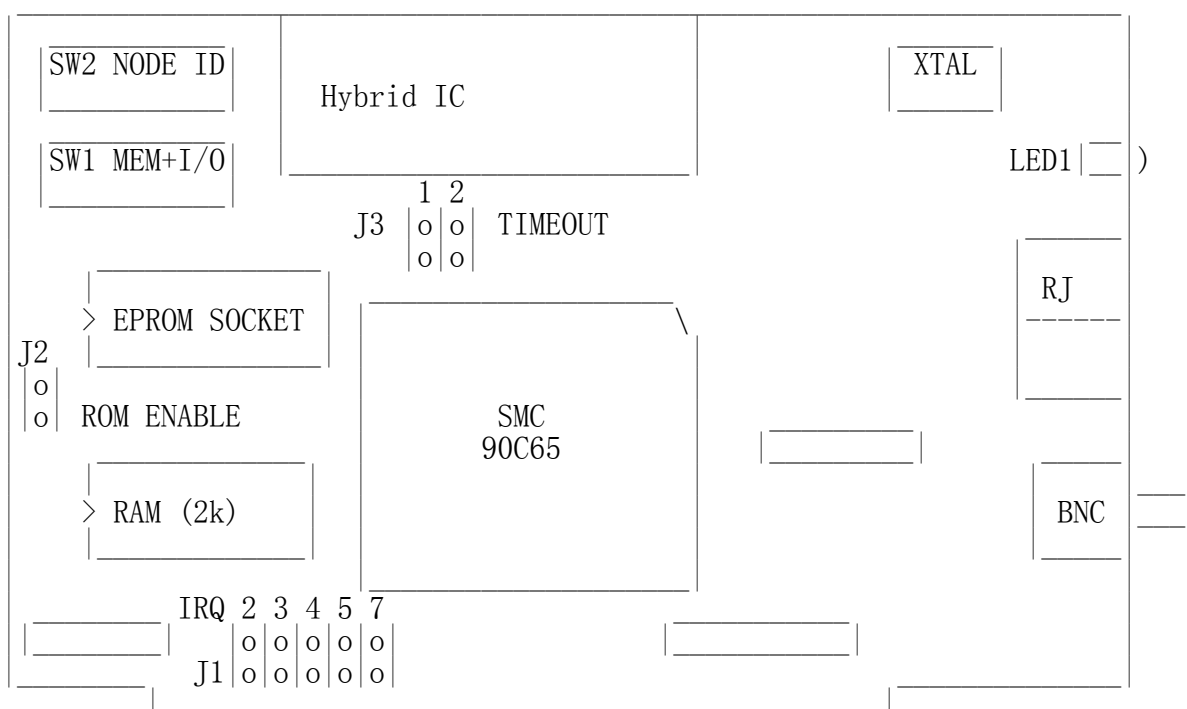 SW2 NODE ID
XTAL
Hybrid IC
SW1 MEM+I/O
LED1 )
1 2
J3 o o TIMEOUT
o o
RJ
> EPROM SOCKET
J2
o
o ROM ENABLE
SMC
90C65
> RAM (2k)
BNC
IRQ 2 3 4 5 7
o o o o o
J1 o o o o o